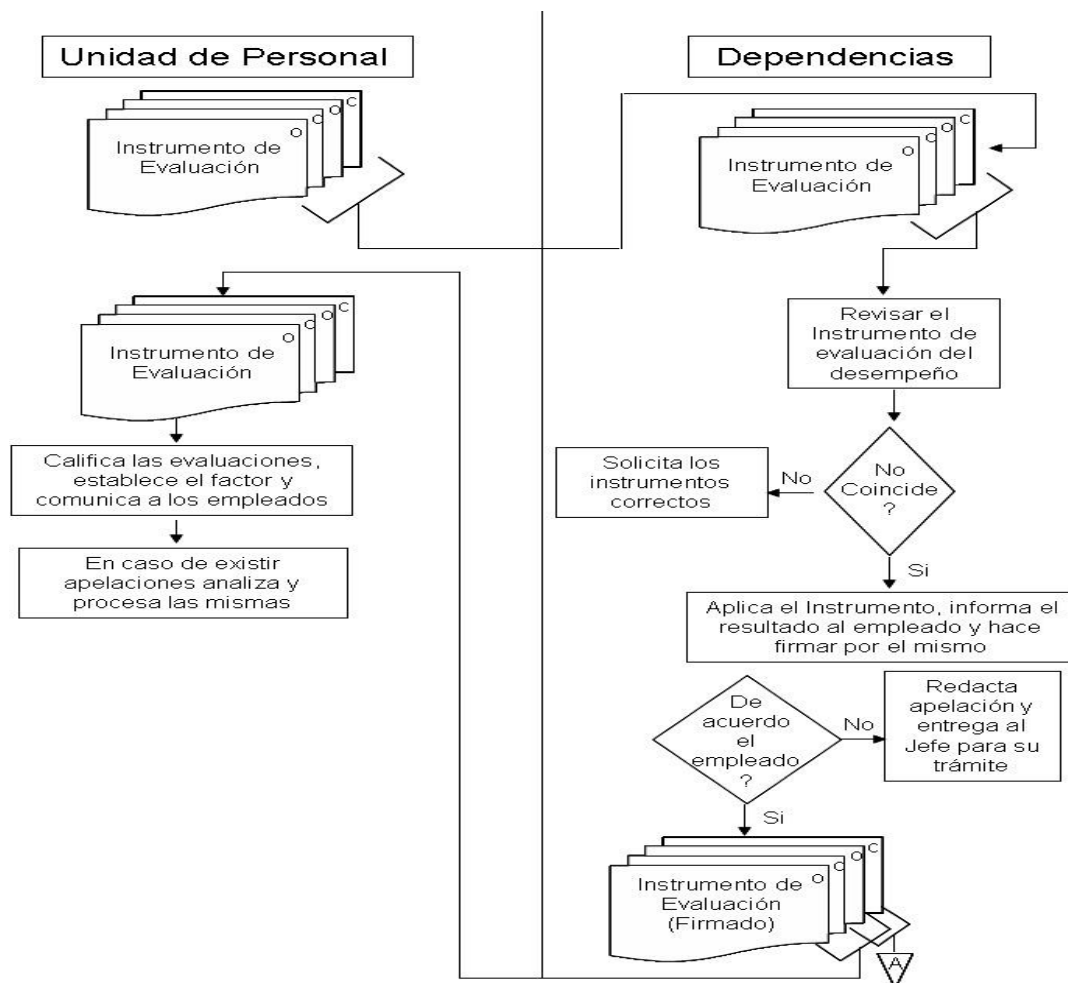 Unidad de Personal
Dependencias
C
O
C
O
Instrumento de
Evaluación
C
O
C
O
Instrumento de
Evaluación
C
O
C
O
Instrumento de
Evaluación
Califica las evaluaciones,
establece el factor y
comunica a los empleados
En caso de existir
apelaciones analiza y
procesa las mismas
Revisar el
Instrumento de
evaluación del
desempeño
No
Coincide
?
No
Solicita los
instrumentos
correctos
Si
Aplica el Instrumento, informa el
resultado al empleado y hace
firmar por el mismo
De
acuerdo
el
empleado
?
No
Redacta
apelación y
entrega al
Jefe para su
trámite
Si
C
O
C
O
Instrumento de
Evaluación
(Firmado)
A